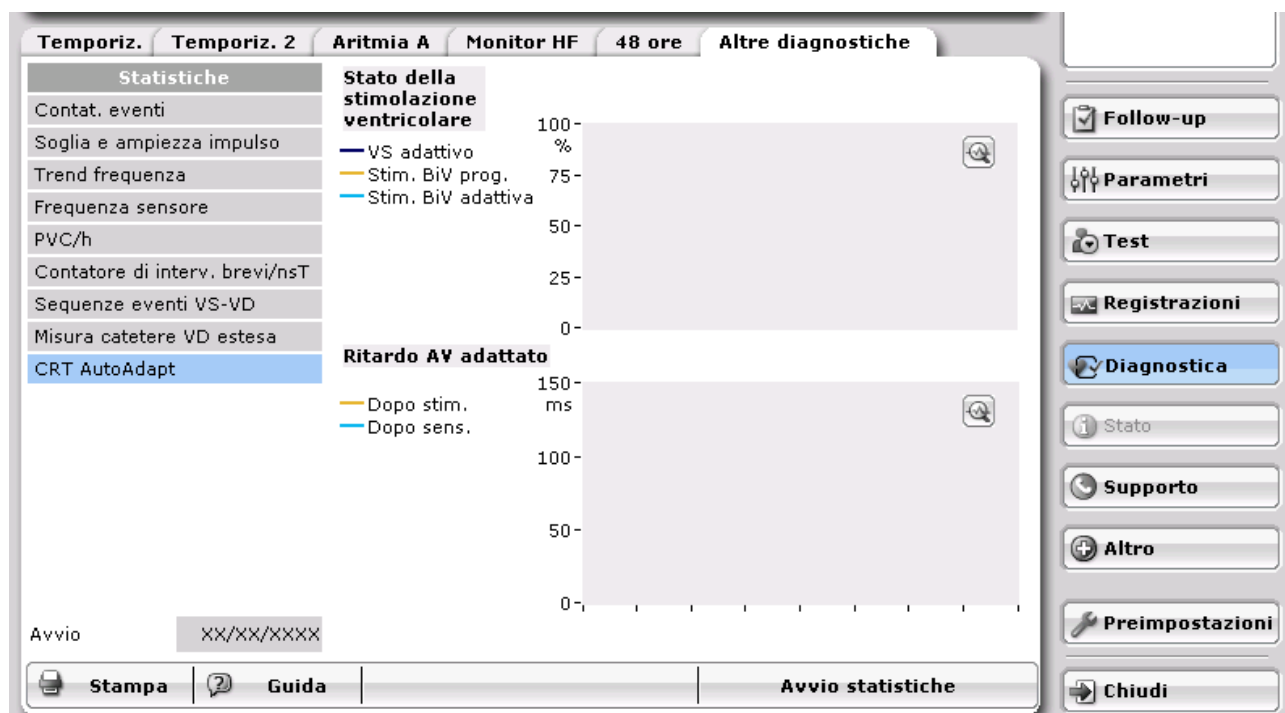 Temporiz.
Temporiz. 2
Aritmia A
Monitor HF
48 ore
Altre diagnostiche
Statistiche
Contat. eventi
Soglia e ampiezza impulso
Trend frequenza
Frequenza sensore
PVC/h
Contatore di interv. brevi/nsT
Sequenze eventi VS-VD
Misura catetere VD estesa
CRT AutoAdapt
Avvio
XX/XX/XXXX
Stato della
stimolazione
ventricolare
VS adattivo
Stim. BiV prog.
Stim. BiV adattiva
100
%
75
50
25
0
Ritardo AV adattato
Dopo stim.
Dopo sens.
150
ms
100
50
0
Follow-up
Parametri
Test
Registrazioni
Diagnostica
Stato
Supporto
Altro
Preimpostazioni
Chiudi
Stampa
Guida
Avvio statistiche